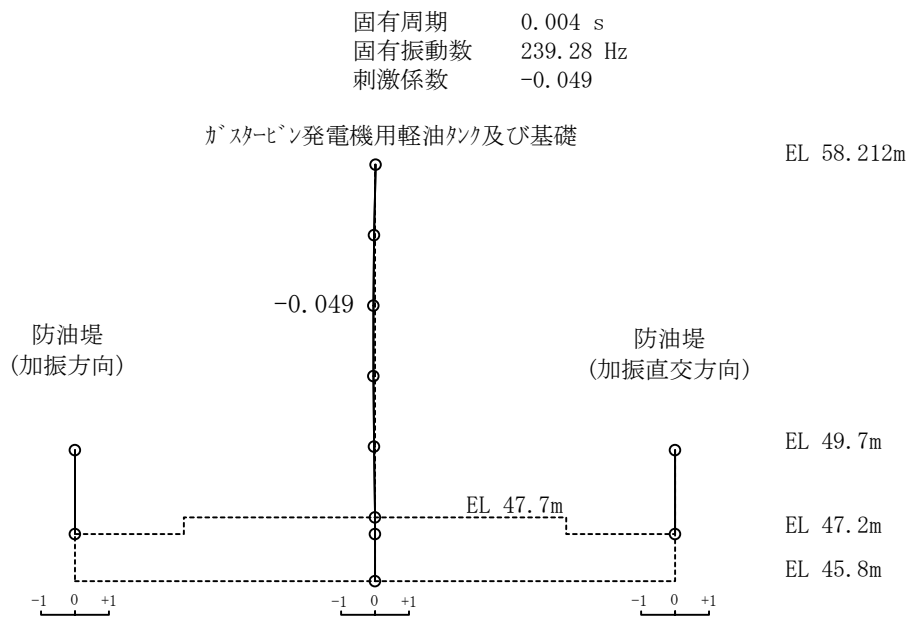 固有周期 0.004 s
固有振動数 239.28 Hz
刺激係数 -0.049
ｶﾞｽﾀｰﾋﾞﾝ発電機用軽油ﾀﾝｸ及び基礎
EL 58.212m
-0.049
防油堤
(加振方向)
防油堤
(加振直交方向)
EL 49.7m
EL 47.7m
EL 47.2m
EL 45.8m
-1 0 +1 -1 0 +1 -1 0 +1